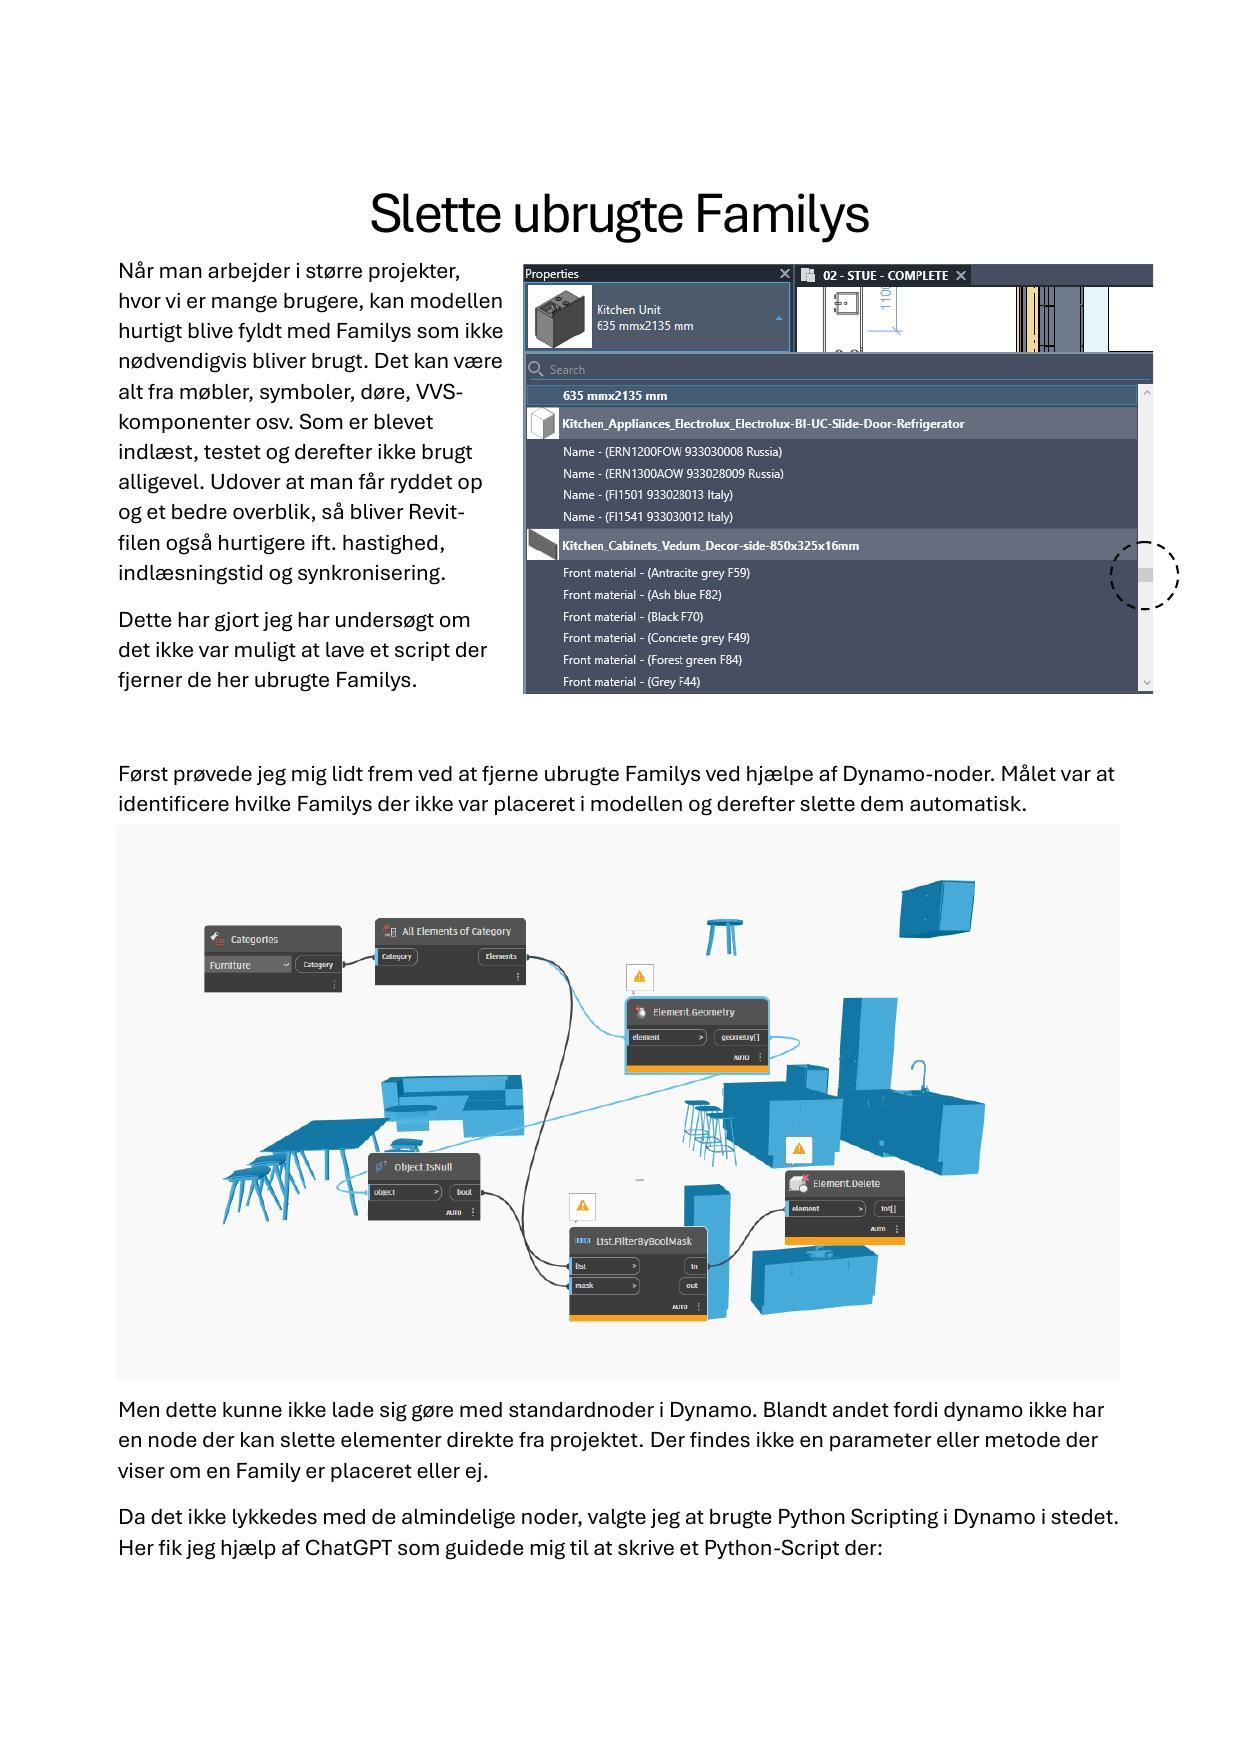 Slette ubrugte Familys
Når man arbejder i større projekter,
hvor vi er mange brugere, kan modellen
hurtigt blive fyldt med Familys som ikke
nødvendigvis bliver brugt. Det kan være
alt fra møbler, symboler, døre, VVS-
komponenter osv. Som er blevet
indlæst, testet og derefter ikke brugt
alligevel. Udover at man får ryddet op
og et bedre overblik, så bliver Revit-
filen også hurtigere ift. hastighed,
indlæsningstid og synkronisering.
Dette har gjort jeg har undersøgt om
det ikke var muligt at lave et script der
fjerner de her ubrugte Familys.
Properties
02 - STUE - COMPLETE
Kitchen Unit
635 mmx2135 mm
1100
Search
635 mmx2135 mm
Kitchen_Appliances_Electrolux_Electrolux-BI-UC-Slide-Door-Refrigerator
Name - (ERN1200FOW 933030008 Russia)
Name - (ERN1300AOW 933028009 Russia)
Name - (FI1501 933028013 Italy)
Name - (FI1541 933030012 Italy)
Kitchen_Cabinets_Vedum_Decor-side-850x325x16mm
Front material - (Antracite grey F59)
Front material - (Ash blue F82)
Front material - (Black F70)
Front material - (Concrete grey F49)
Front material - (Forest green F84)
Front material - (Grey F44)
Først prøvede jeg mig lidt frem ved at fjerne ubrugte Familys ved hjælpe af Dynamo-noder. Målet var at
identificere hvilke Familys der ikke var placeret i modellen og derefter slette dem automatisk.
Categories
Furniture
Category
All Elements of Category
Category
Elements
Element.Geometry
element >
geometry[]
AUTO
Object.IsNull
object >
bool
AUTO
List.FilterByBoolMask
list >
in
mask >
out
AUTO
Element.Delete
element >
int[]
AUTO
Men dette kunne ikke lade sig gøre med standardnoder i Dynamo. Blandt andet fordi dynamo ikke har
en node der kan slette elementer direkte fra projektet. Der findes ikke en parameter eller metode der
viser om en Family er placeret eller ej.
Da det ikke lykkedes med de almindelige noder, valgte jeg at brugte Python Scripting i Dynamo i stedet.
Her fik jeg hjælp af ChatGPT som guidede mig til at skrive et Python-Script der: